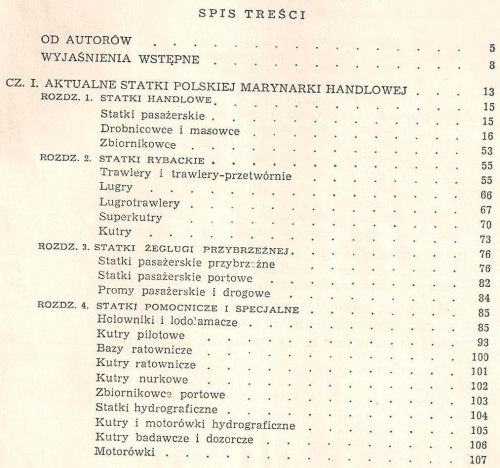 SPIS TREŚCI
OD AUTORÓW . . . . . . . . . . . . 5
WYJAŚNIENIA WSTĘPNE . . . . . . . . . . 8
CZ. I. AKTUALNE STATKI POLSKIEJ MARYNARKI HANDLOWEJ . . . 13
ROZDZ. 1. STATKI HANDLOWE . . . . . . . . . 15
Statki pasażerskie . . . . . . . . . 15
Drobnicowce i masowce . . . . . . . . 16
Zbiornikowce . . . . . . . . . . 53
ROZDZ. 2. STATKI RYBACKIE . . . . . . . . . 55
Trawlery i trawlery-przetwórnie . . . . . . 55
Lugry . . . . . . . . . . . 66
Lugrotrawlery . . . . . . . . . . 67
Superkutry . . . . . . . . . . 70
Kutry . . . . . . . . . . . 73
ROZDZ. 3. STATKI ŻEGLUGI PRZYBRZEŻNEJ . . . . . . 76
Statki pasażerskie przybrzeżne . . . . . . 76
Statki pasażerskie portowe . . . . . . . 82
Promy pasażerskie i drogowe . . . . . . . 84
ROZDZ. 4. STATKI POMOCNICZE I SPECJALNE . . . . . . 85
Holowniki i lodołamacze . . . . . . . . 85
Kutry pilotowe . . . . . . . . . . 93
Bazy ratownicze . . . . . . . . . 100
Kutry ratownicze . . . . . . . . . 101
Kutry nurkowe . . . . . . . . . . 102
Zbiornikowce portowe . . . . . . . . 103
Statki hydrograficzne . . . . . . . . 104
Kutry i motorówki hydrograficzne . . . . . . 105
Kutry badawcze i dozorcze . . . . . . . 106
Motorówki . . . . . . . . . . 107